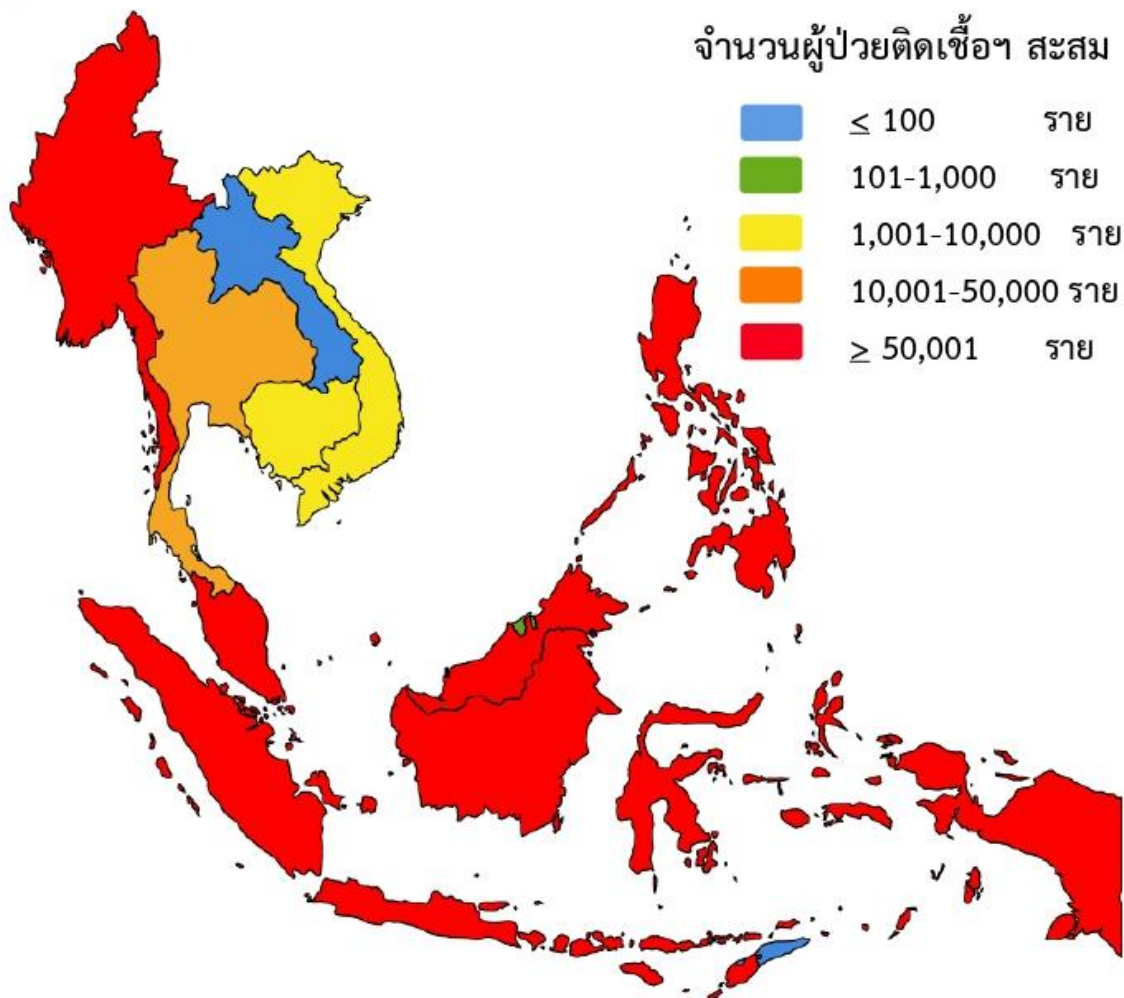 จำนวนผู้ป่วยติดเชื้อฯ สะสม
≤ 100 ราย
101-1,000 ราย
1,001-10,000 ราย
10,001-50,000 ราย
≥ 50,001 ราย